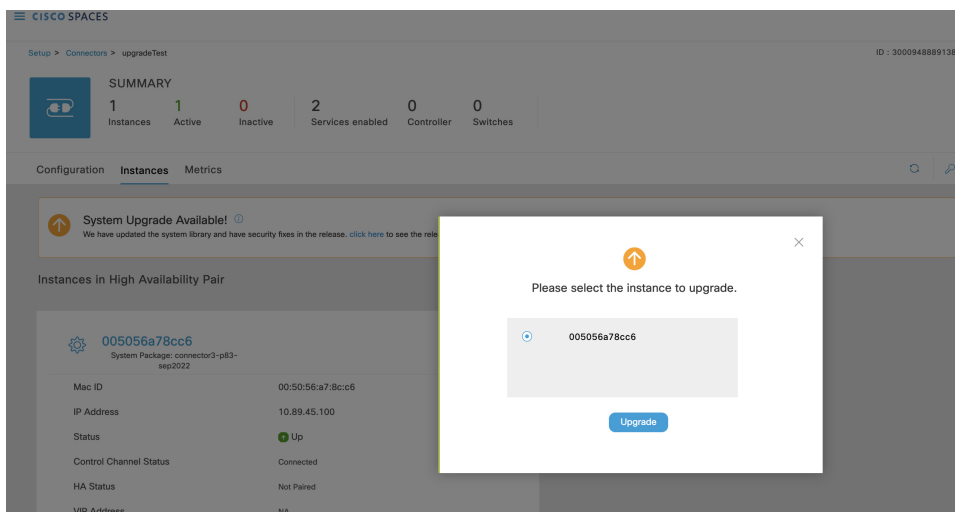 CISCO SPACES
Setup > Connectors > upgradeTest
ID : 3000948889138
SUMMARY
1 1 0 2 0 0
Instances Active Inactive Services enabled Controller Switches
Configuration Instances Metrics
System Upgrade Available!
We have updated the system library and have security fixes in the release. click here to see the rele
Please select the instance to upgrade.
005056a78cc6
Upgrade
Instances in High Availability Pair
005056a78cc6
System Package: connector3-p83-
sep2022
Mac ID 00:50:56:a7:8c:c6
IP Address 10.89.45.100
Status Up
Control Channel Status Connected
HA Status Not Paired
VIP Address NA